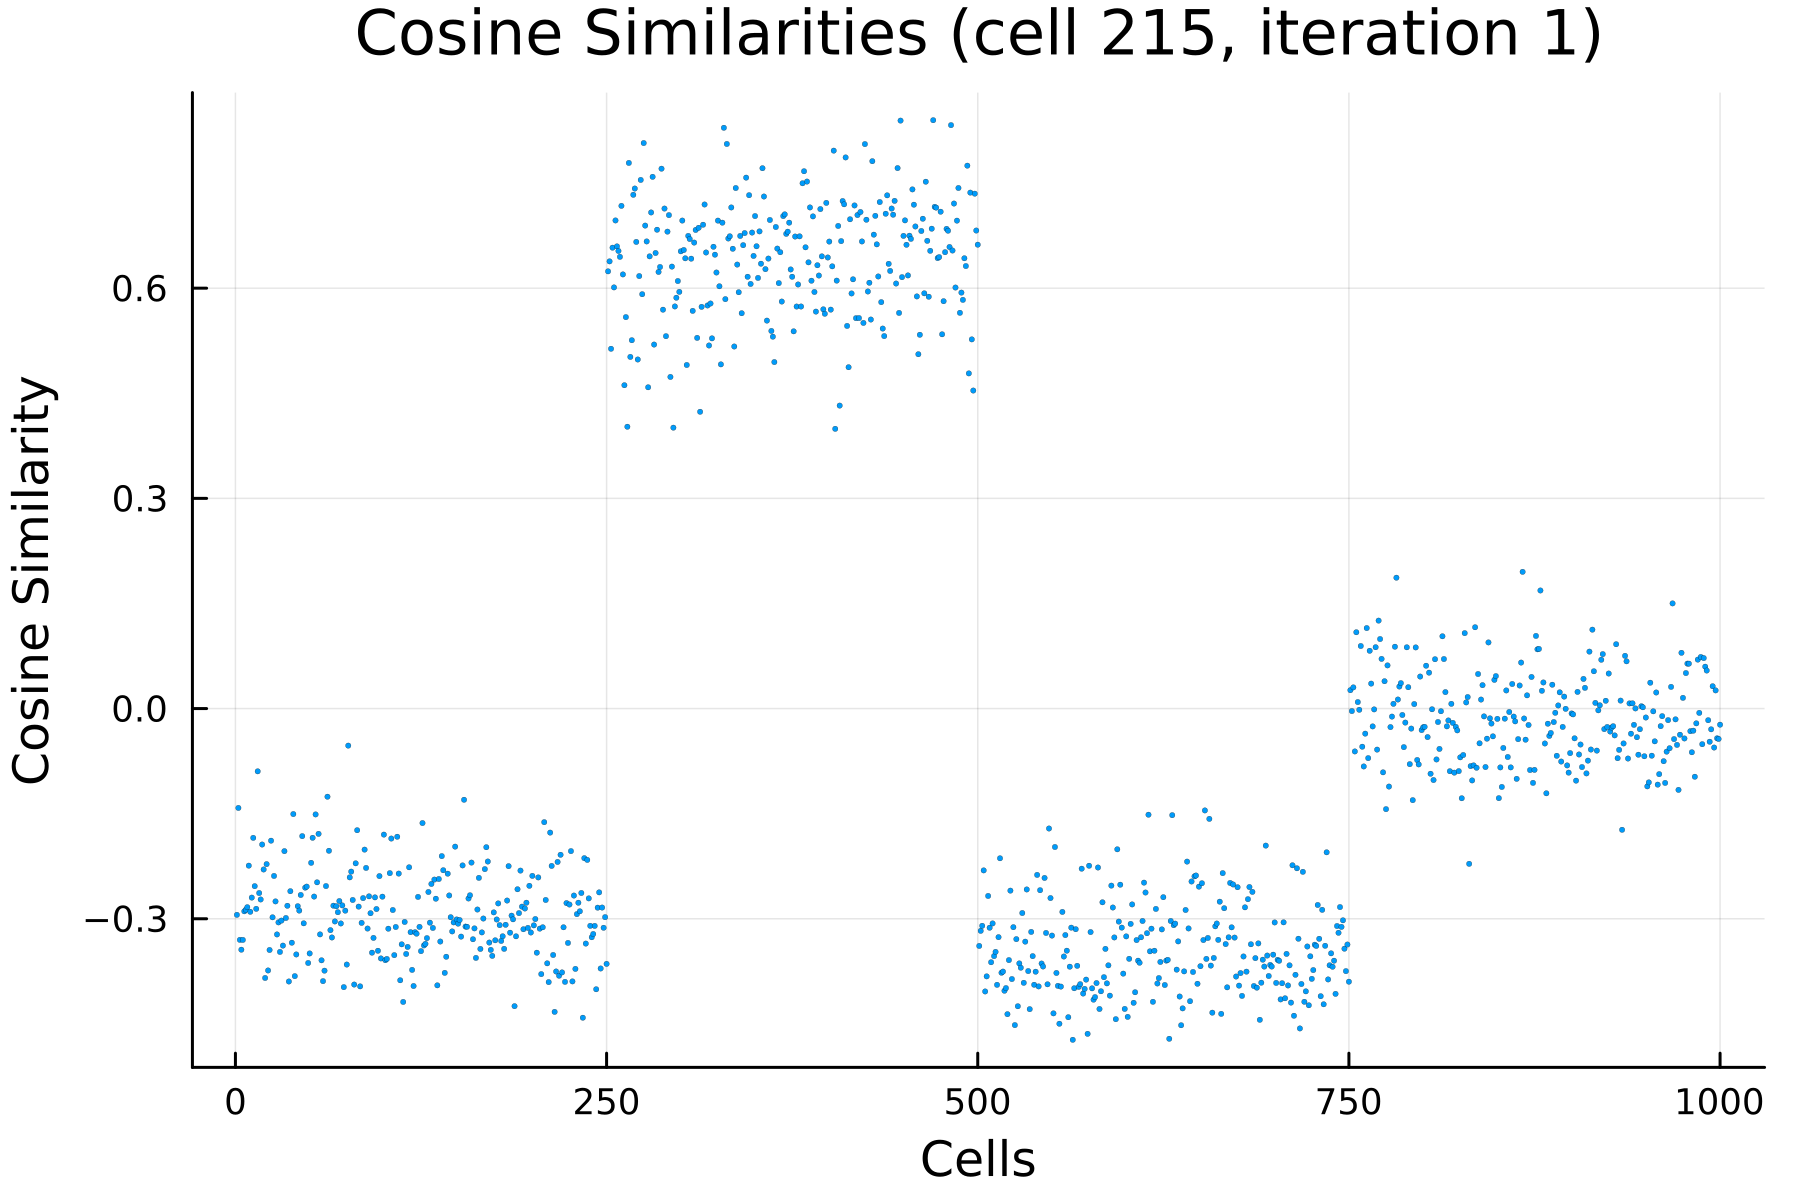 Cosine Similarities (cell 215, iteration 1)
Cosine Similarity
0.6
0.3
0.0
−0.3
0 250 500 750 1000
Cells